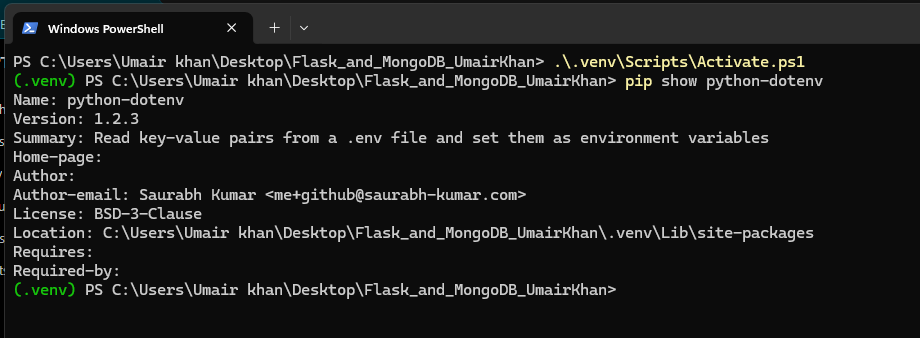 Windows PowerShell
PS C:\Users\Umair khan\Desktop\Flask_and_MongoDB_UmairKhan> .\.venv\Scripts\Activate.ps1
(.venv) PS C:\Users\Umair khan\Desktop\Flask_and_MongoDB_UmairKhan> pip show python-dotenv
Name: python-dotenv
Version: 1.2.3
Summary: Read key-value pairs from a .env file and set them as environment variables
Home-page:
Author:
Author-email: Saurabh Kumar <me+github@saurabh-kumar.com>
License: BSD-3-Clause
Location: C:\Users\Umair khan\Desktop\Flask_and_MongoDB_UmairKhan\.venv\Lib\site-packages
Requires:
Required-by:
(.venv) PS C:\Users\Umair khan\Desktop\Flask_and_MongoDB_UmairKhan>